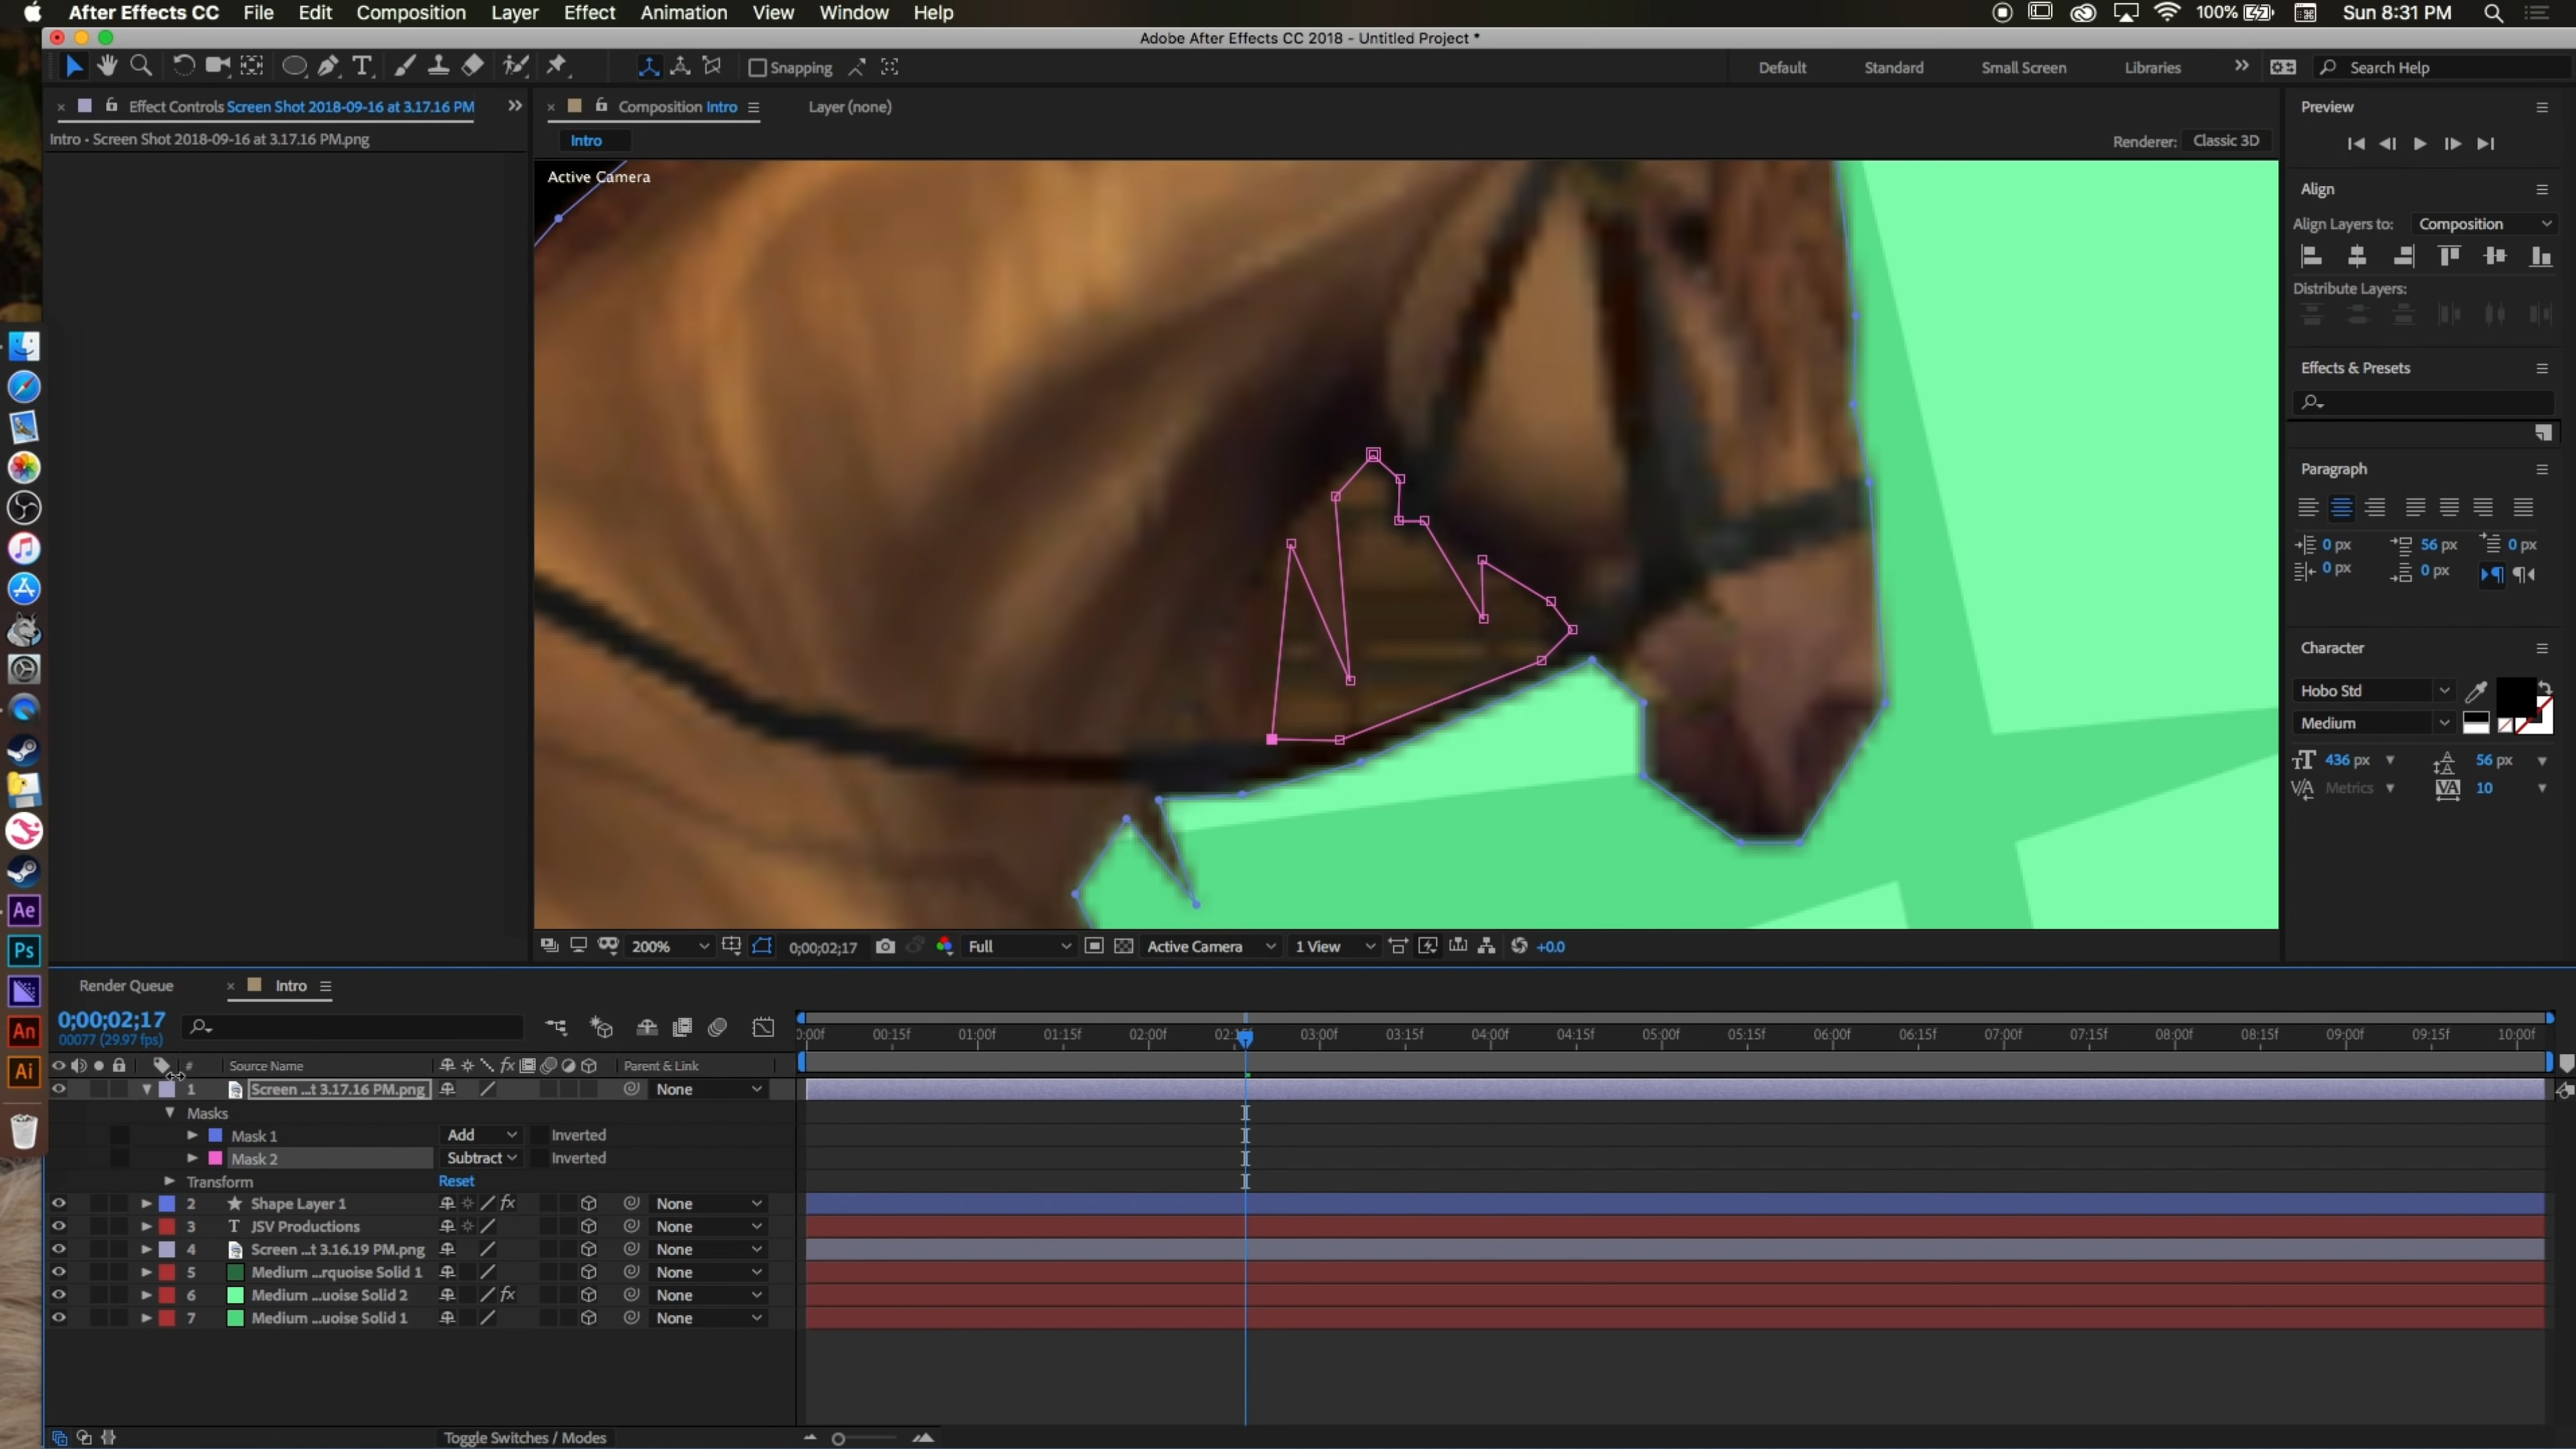 After Effects CC File Edit Composition Layer Effect Animation View Window Help 100% Sun 8:31 PM
Adobe After Effects CC 2018 - Untitled Project *
T Snapping Default Standard Small Screen Libraries Search Help
Effect Controls Screen Shot 2018-09-16 at 3.17.16 PM Composition Intro Layer (none) Preview
Intro • Screen Shot 2018-09-16 at 3.17.16 PM.png Intro Renderer: Classic 3D
Active Camera
Align
Align Layers to: Composition
Distribute Layers:
Effects & Presets
Paragraph
0 px 56 px 0 px
0 px 0 px
Character
Hobo Std
Medium
436 px 56 px
Metrics 10
Ae
Ps
An
Ai
200% 0;00;02;17 Full Active Camera 1 View +0.0
Render Queue Intro
0;00;02;17
00077 (29.97 fps)
0:00f 00:15f 01:00f 01:15f 02:00f 02:15f 03:00f 03:15f 04:00f 04:15f 05:00f 05:15f 06:00f 06:15f 07:00f 07:15f 08:00f 08:15f 09:00f 09:15f 10:00f
# Source Name fx Parent & Link
1 Screen ...t 3.17.16 PM.png None
Masks
Mask 1 Add Inverted
Mask 2 Subtract Inverted
Transform Reset
2 Shape Layer 1 fx None
3 T JSV Productions None
4 Screen ...t 3.16.19 PM.png None
5 Medium ...rquoise Solid 1 None
6 Medium ...uoise Solid 2 fx None
7 Medium ...uoise Solid 1 None
Toggle Switches / Modes